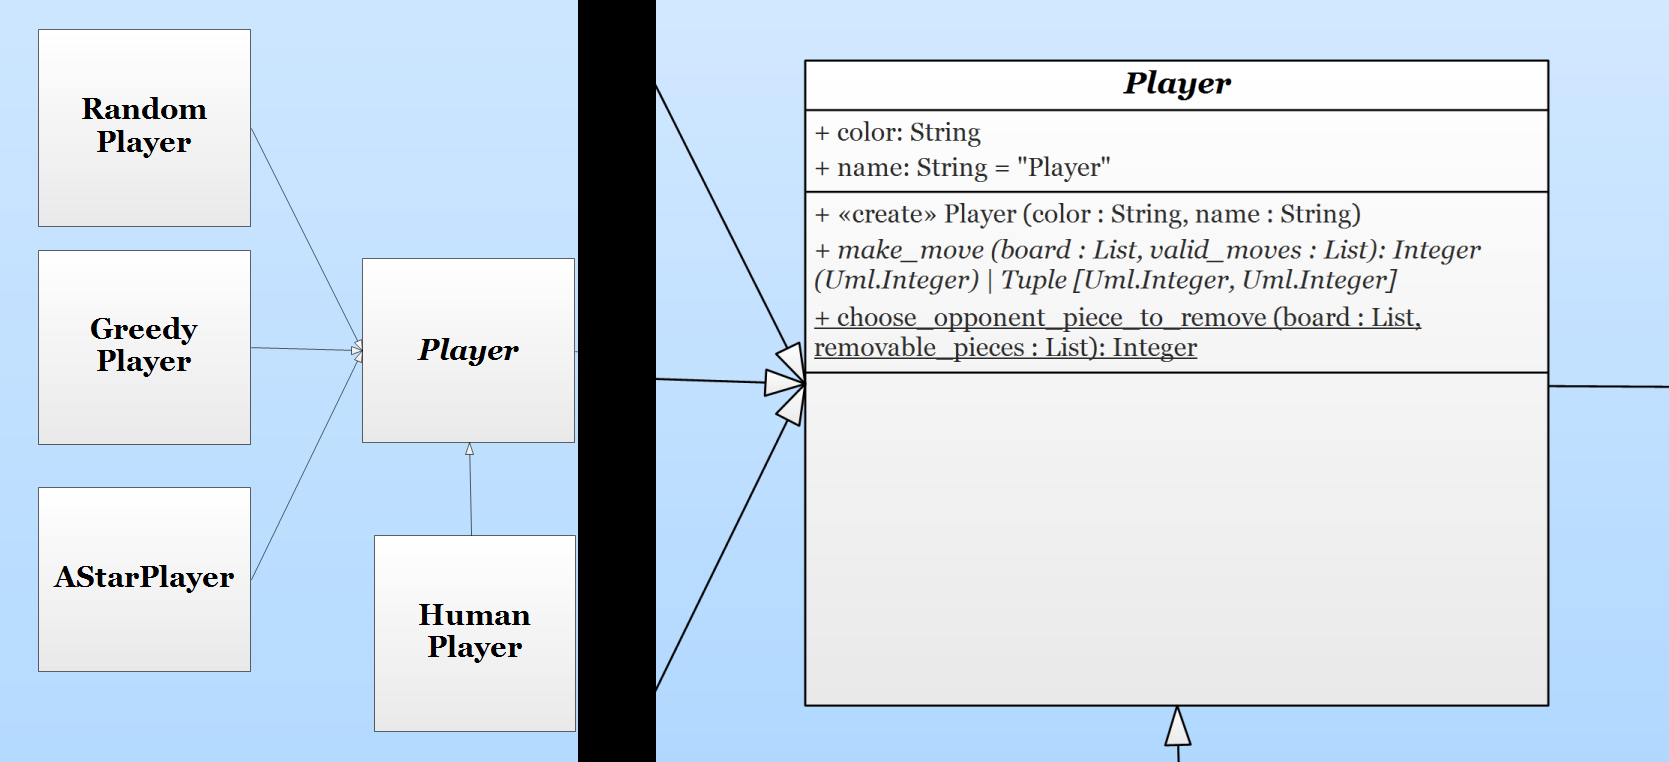 Random
Player
Greedy
Player
AStarPlayer
Player
Human
Player
Player
+ color: String
+ name: String = "Player"
+ «create» Player (color : String, name : String)
+ make_move (board : List, valid_moves : List): Integer
(Uml.Integer) | Tuple [Uml.Integer, Uml.Integer]
+ choose_opponent_piece_to_remove (board : List,
removable_pieces : List): Integer